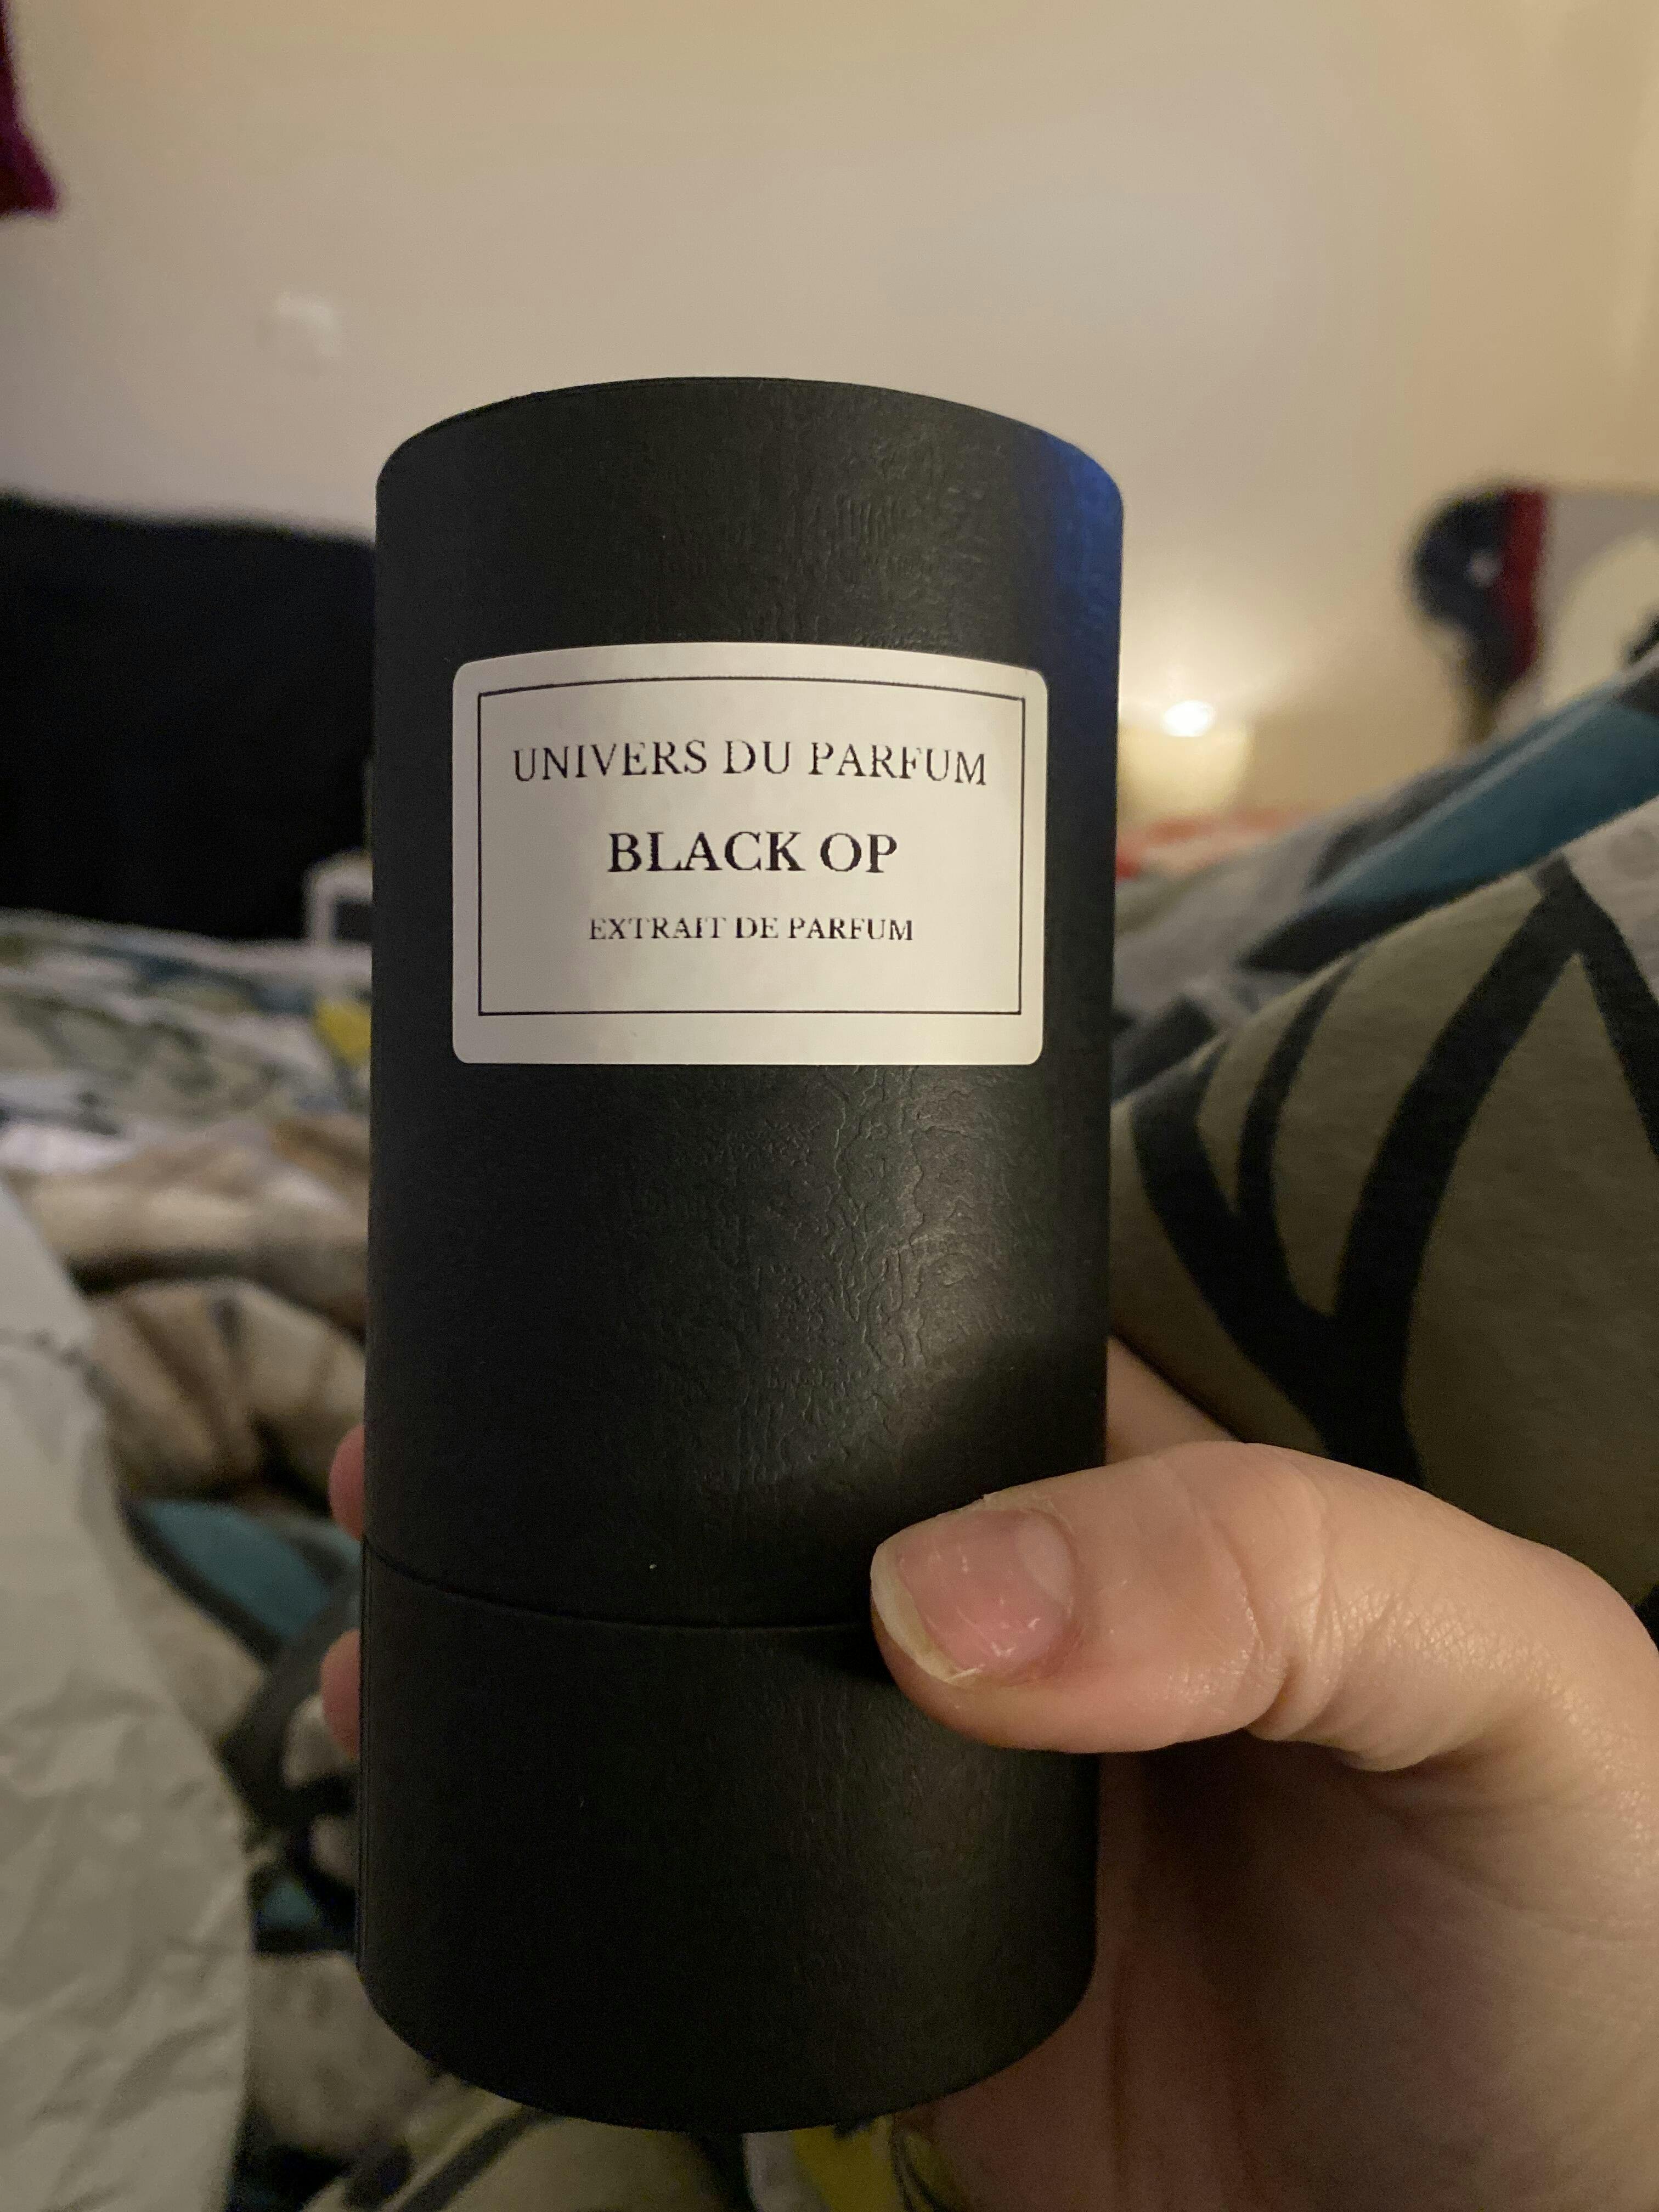 UNIVERS DU PARFUM
BLACK OP
EXTRAIT DE PARFUM